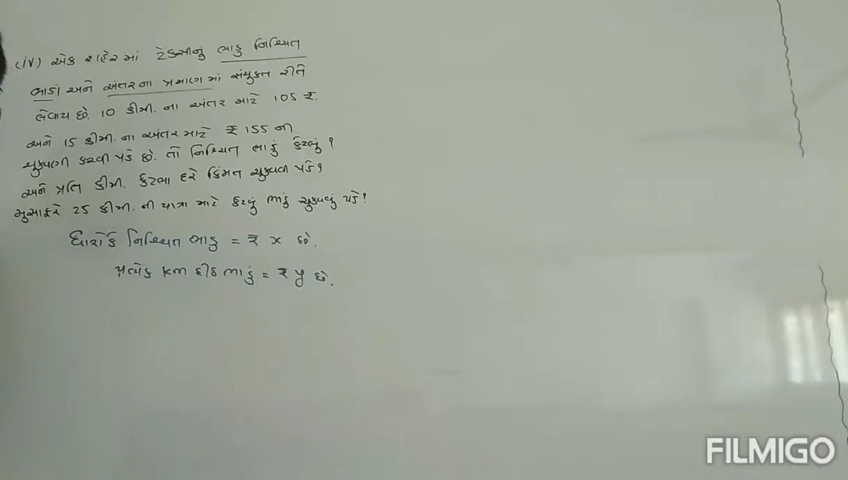 (iv) એક શહેરમાં ટેક્સીનું ભાડુ નિશ્ચિત
ભાડા અને અંતરના પ્રમાણમાં સંયુક્ત રીતે
લેવાય છે. 10 કીમી. ના અંતર માટે 105 ₹.
અને 15 કીમી. ના અંતર માટે ₹ 155 ની
ચુકવણી કરવી પડે છે. તો નિશ્ચિત ભાડું કેટલું ?
અને પ્રતિ કીમી. કેટલા દરે કિંમત ચુકવવી પડે ?
મુસાફરે 25 કીમી. ની યાત્રા માટે કેટલું ભાડું ચુકવવું પડે ?
ધારોકે નિશ્ચિત ભાડુ = ₹ x છે.
પ્રત્યેક km દીઠ ભાડું = ₹ y છે.
FILMIGO